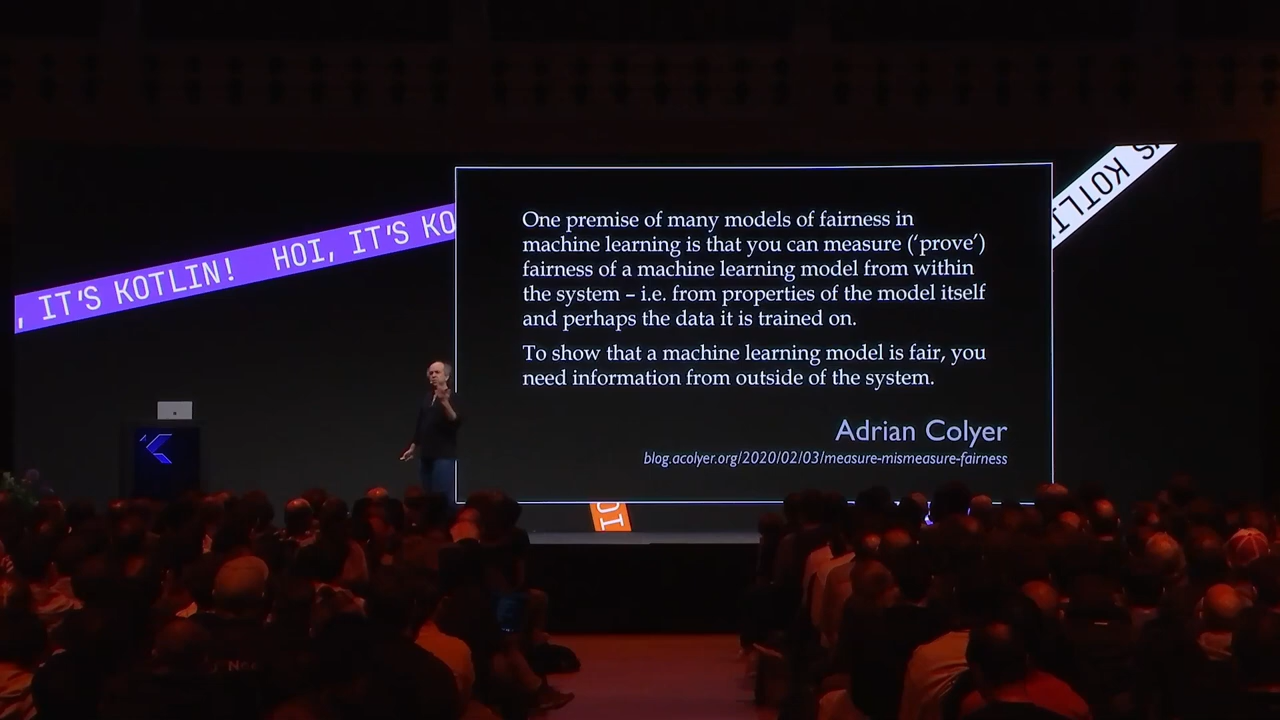 , IT'S KOTLIN! HOI, IT'S KO
One premise of many models of fairness in
machine learning is that you can measure (‘prove’)
fairness of a machine learning model from within
the system – i.e. from properties of the model itself
and perhaps the data it is trained on.
To show that a machine learning model is fair, you
need information from outside of the system.
Adrian Colyer
blog.acolyer.org/2020/02/03/measure-mismeasure-fairness
'S KOTLI
OI